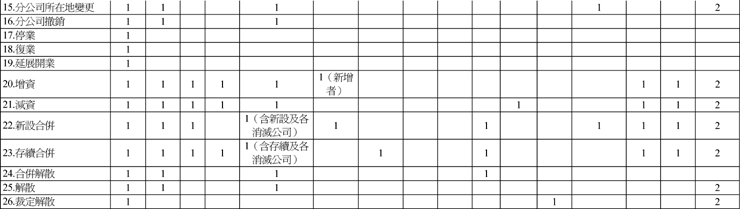 15.分公司所在地變更 1 1 1 1 2
16.分公司撤銷 1 1 1
17.停業 1
18.復業 1
19.延展開業 1
20.增資 1 1 1 1 1 1（新增者） 1 1 2
21.減資 1 1 1 1 1 1 1 1 2
22.新設合併 1 1 1 1（含新設及各消滅公司） 1 1 1 1 1 2
23.存續合併 1 1 1 1 1（含存續及各消滅公司） 1 1 1 1 2
24.合併解散 1 1 1 1
25.解散 1 1 1 2
26.裁定解散 1 1 2